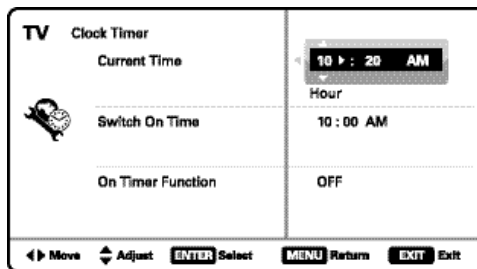 TV Clock Timer
Current Time 10 : 20 AM
Hour
Switch On Time 10 : 00 AM
On Timer Function OFF
Move Adjust ENTER Select MENU Return EXIT Exit